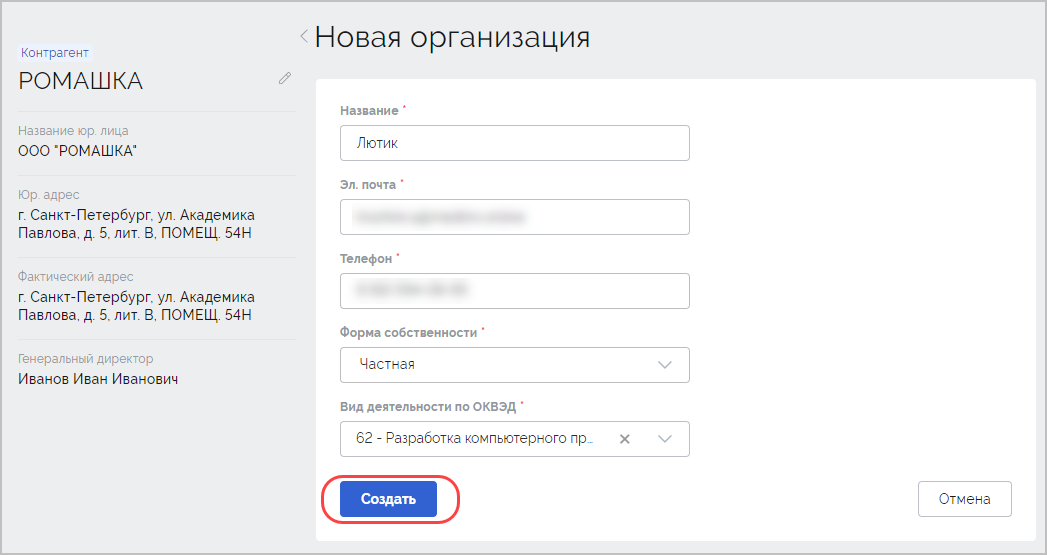 Контрагент
РОМАШКА
Название юр. лица
ООО "РОМАШКА"
Юр. адрес
г. Санкт-Петербург, ул. Академика
Павлова, д. 5, лит. В, ПОМЕЩ. 54Н
Фактический адрес
г. Санкт-Петербург, ул. Академика
Павлова, д. 5, лит. В, ПОМЕЩ. 54Н
Генеральный директор
Иванов Иван Иванович
Новая организация
Название *
Лютик
Эл. почта *
Телефон *
Форма собственности *
Частная
Вид деятельности по ОКВЭД *
62 - Разработка компьютерного пр...
Создать
Отмена